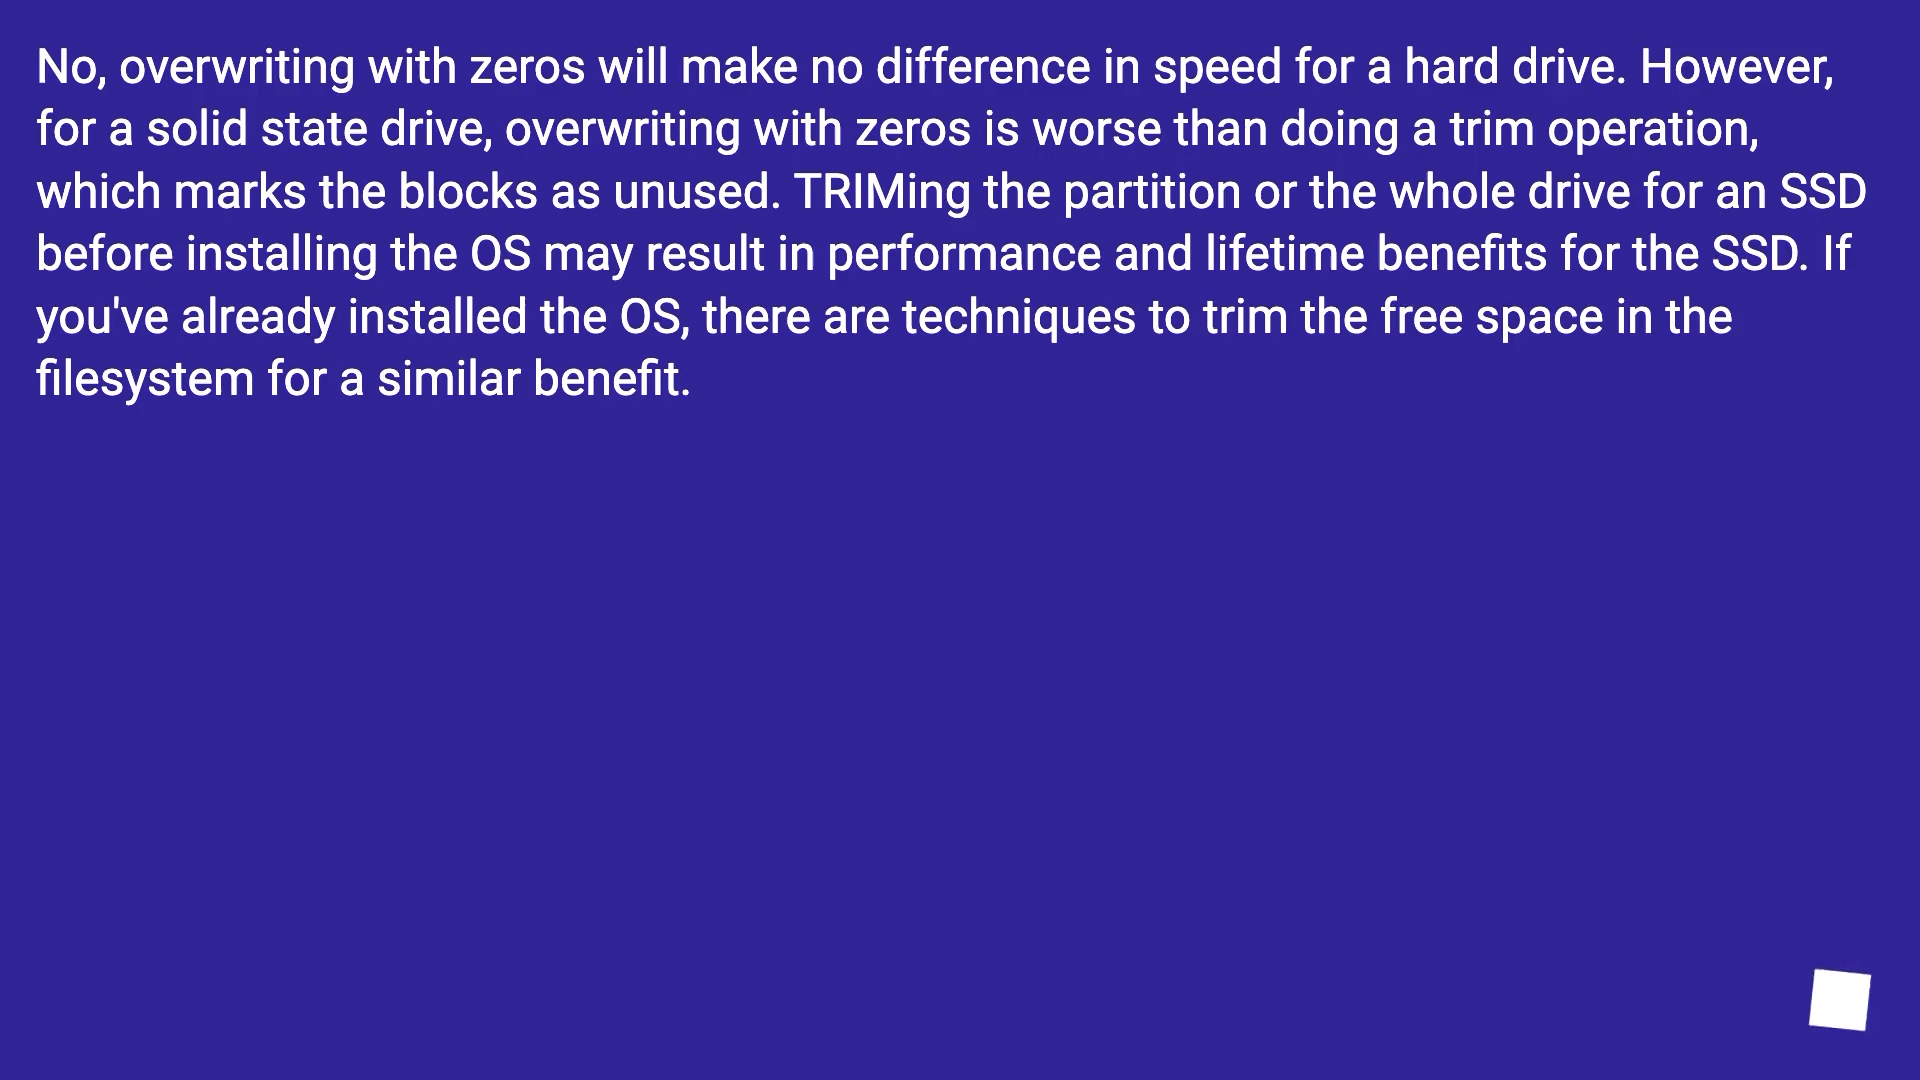 No, overwriting with zeros will make no difference in speed for a hard drive. However,
for a solid state drive, overwriting with zeros is worse than doing a trim operation,
which marks the blocks as unused. TRIMing the partition or the whole drive for an SSD
before installing the OS may result in performance and lifetime benefits for the SSD. If
you've already installed the OS, there are techniques to trim the free space in the
filesystem for a similar benefit.